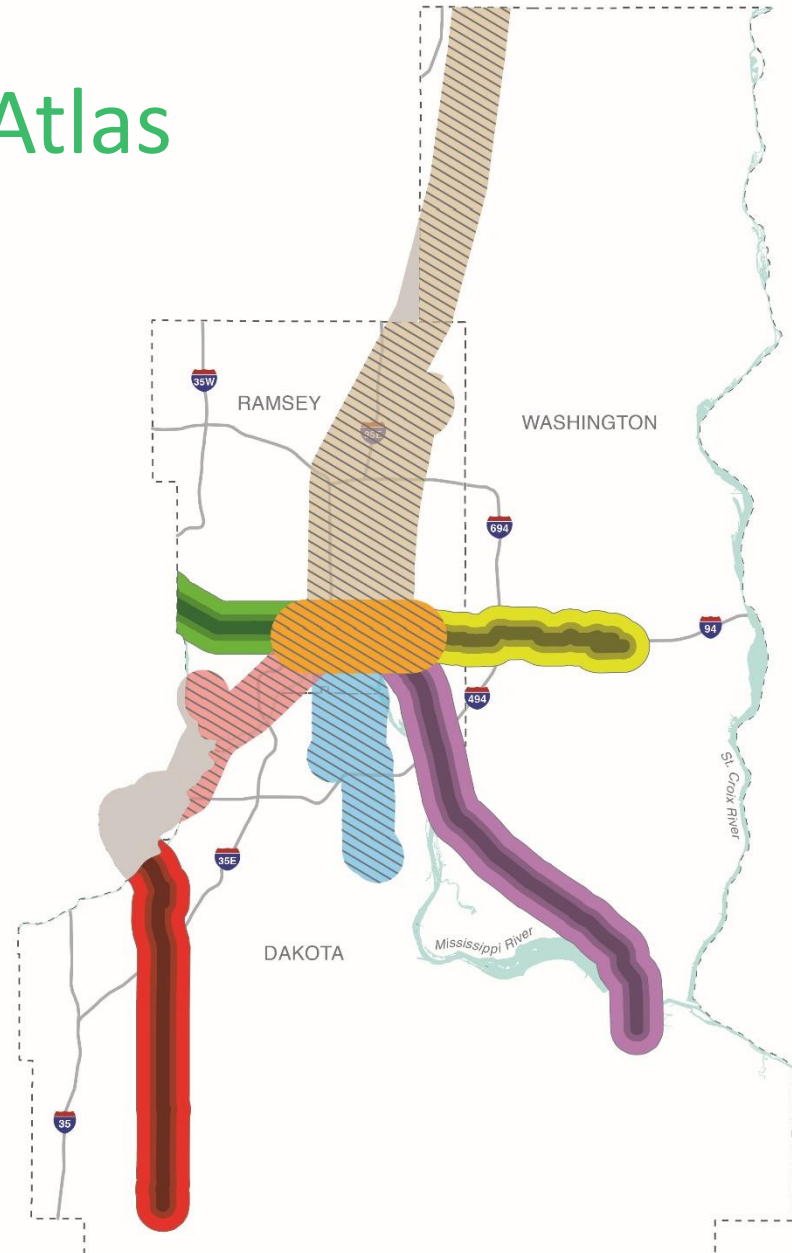 Atlas
35W
RAMSEY
35E
WASHINGTON
694
94
494
St. Croix River
35E
DAKOTA
Mississippi River
35